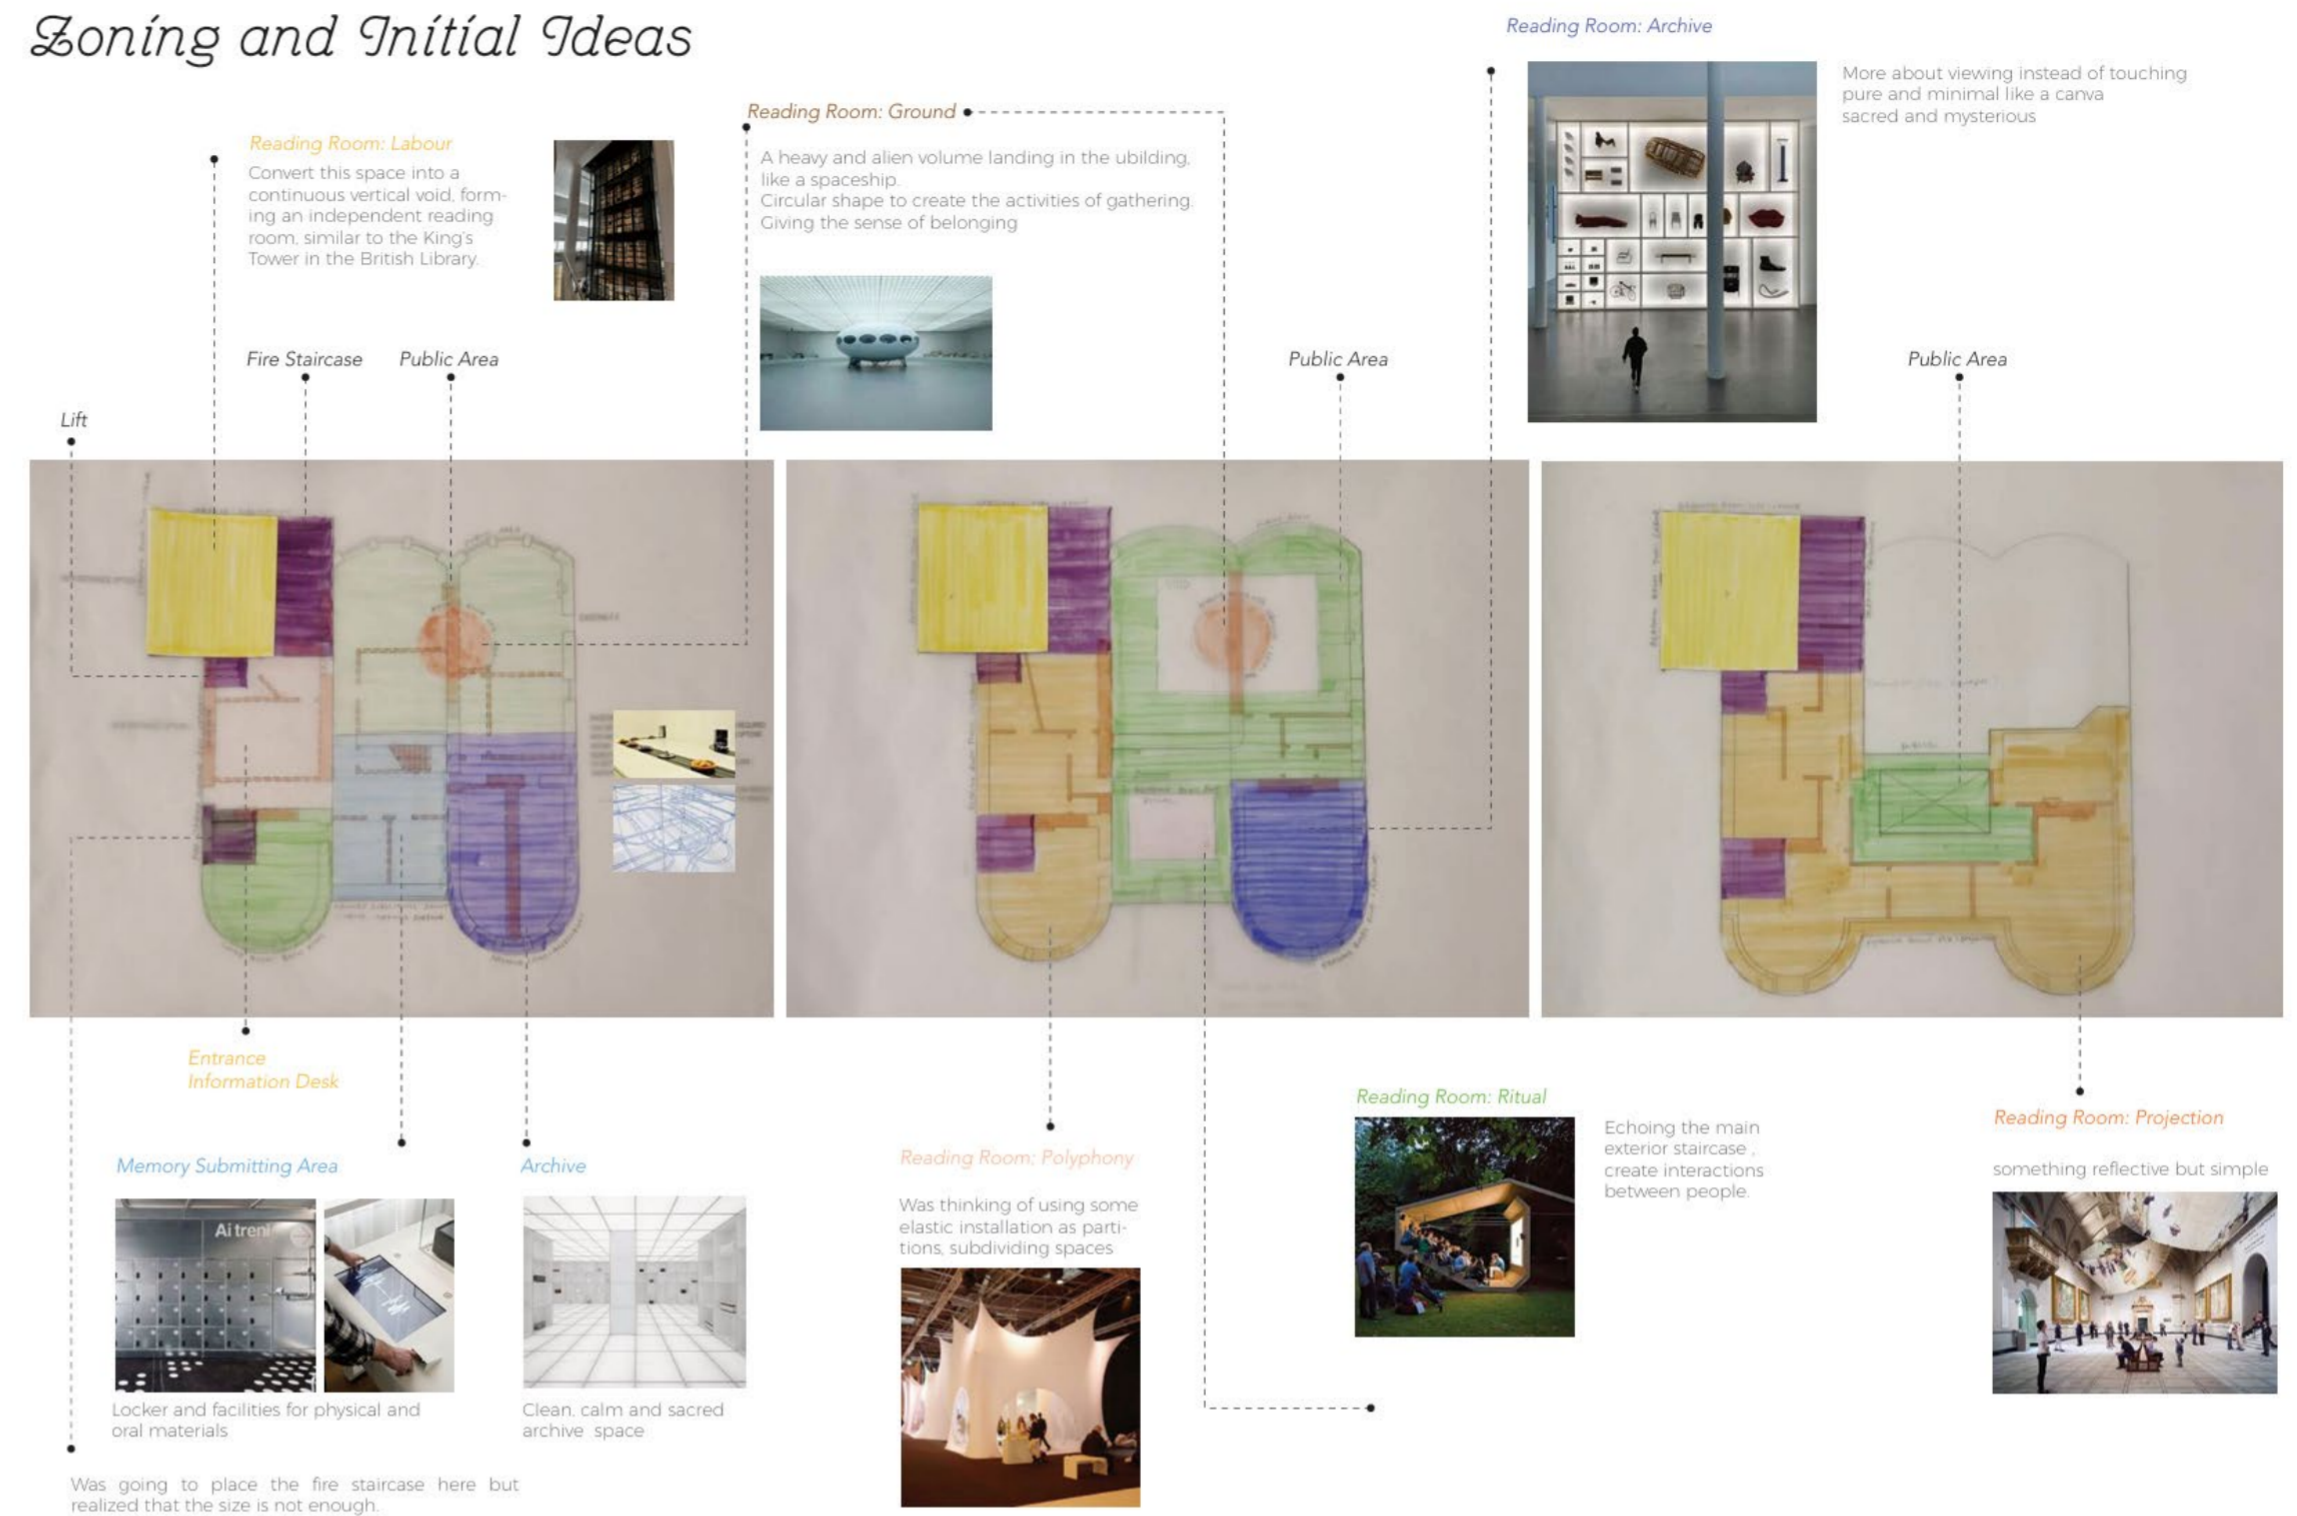 Zoning and Initial Ideas
Reading Room: Labour
Convert this space into a
continuous vertical void, form-
ing an independent reading
room, similar to the King's
Tower in the British Library.
Reading Room: Ground
A heavy and alien volume landing in the ubilding,
like a spaceship.
Circular shape to create the activities of gathering.
Giving the sense of belonging
Reading Room: Archive
More about viewing instead of touching
pure and minimal like a canva
sacred and mysterious
Lift
Fire Staircase
Public Area
Public Area
Public Area
Entrance
Information Desk
Memory Submitting Area
Ai treni
Locker and facilities for physical and
oral materials
Archive
Clean, calm and sacred
archive space
Was going to place the fire staircase here but
realized that the size is not enough.
Reading Room: Polyphony
Was thinking of using some
elastic installation as parti-
tions, subdividing spaces
Reading Room: Ritual
Echoing the main
exterior staircase ,
create interactions
between people.
Reading Room: Projection
something reflective but simple